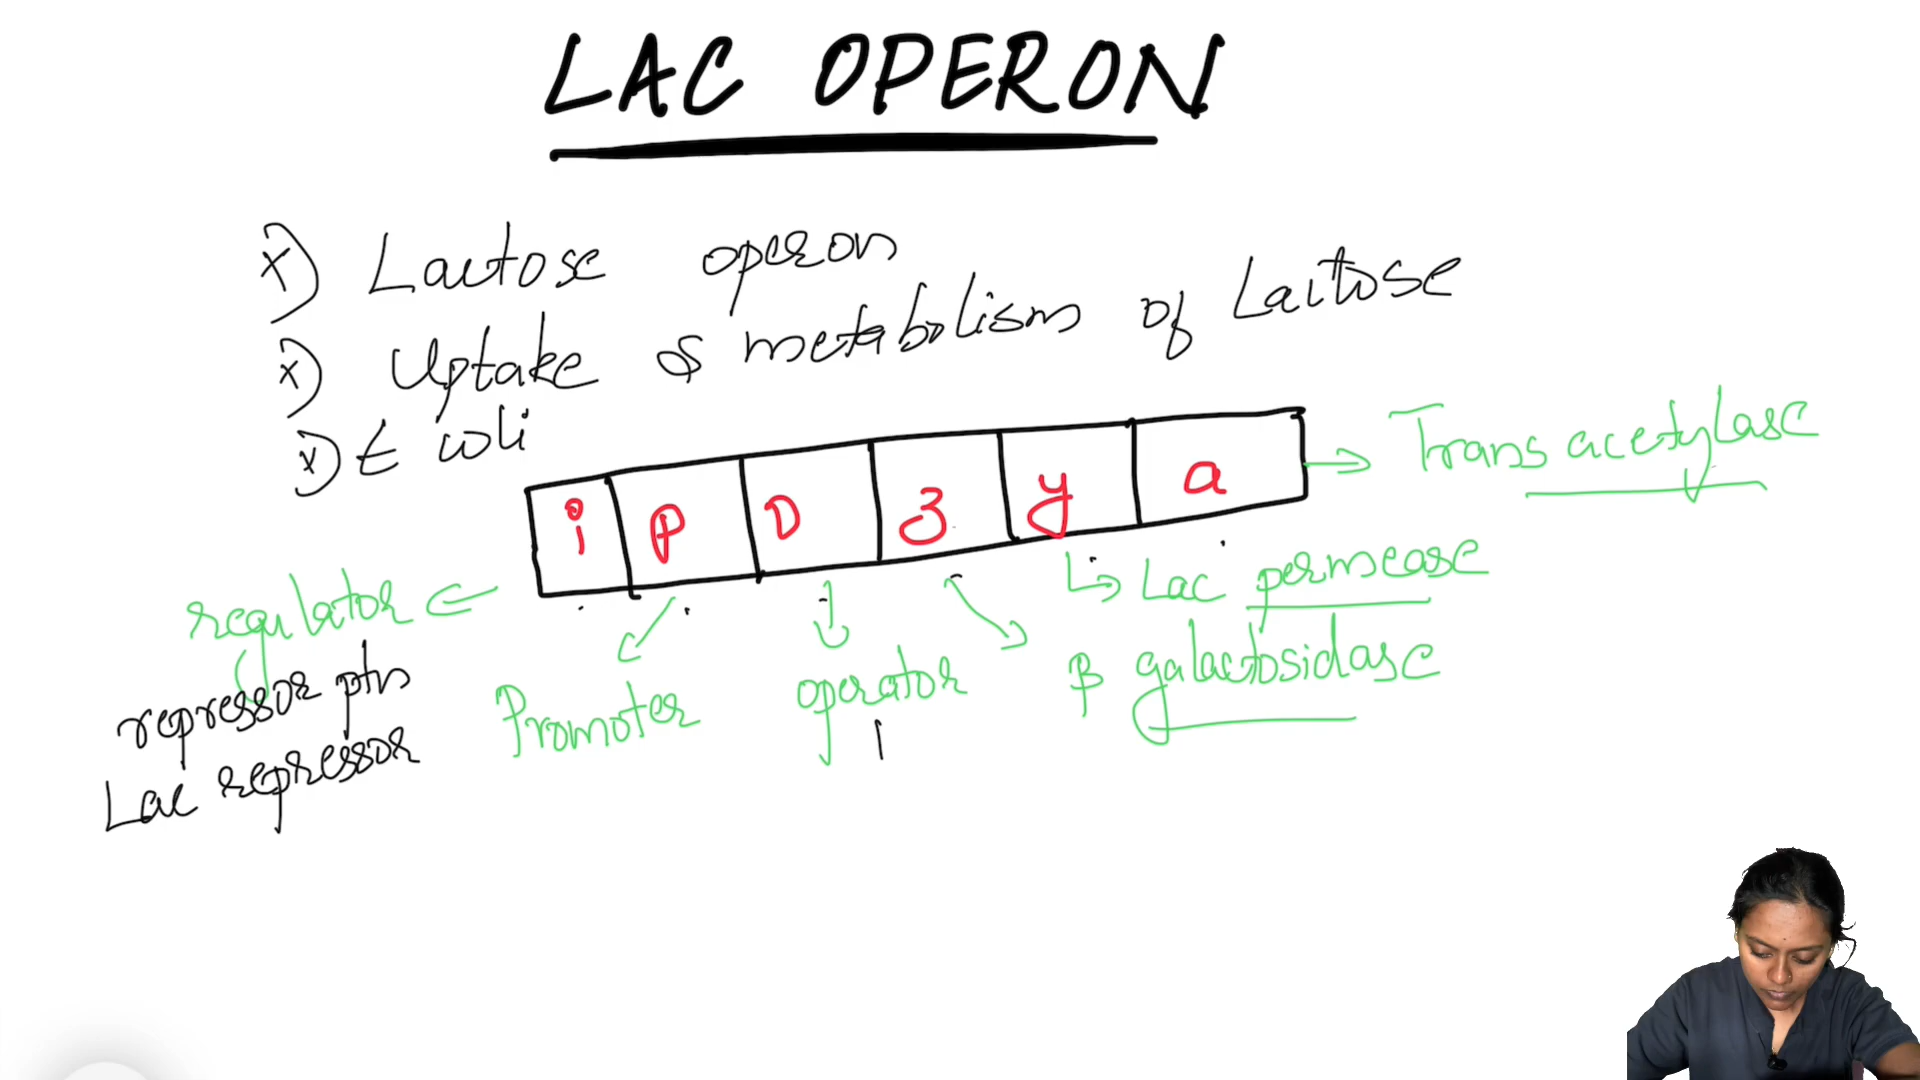 LAC OPERON
x) Lactose operon
x) Uptake & metabolism of Lactose
x) E coli
i p o z y a
Trans acetylase
Lac permease
regulator
β galactosidase
repressor ptn
Promoter
operator
Lac repressor